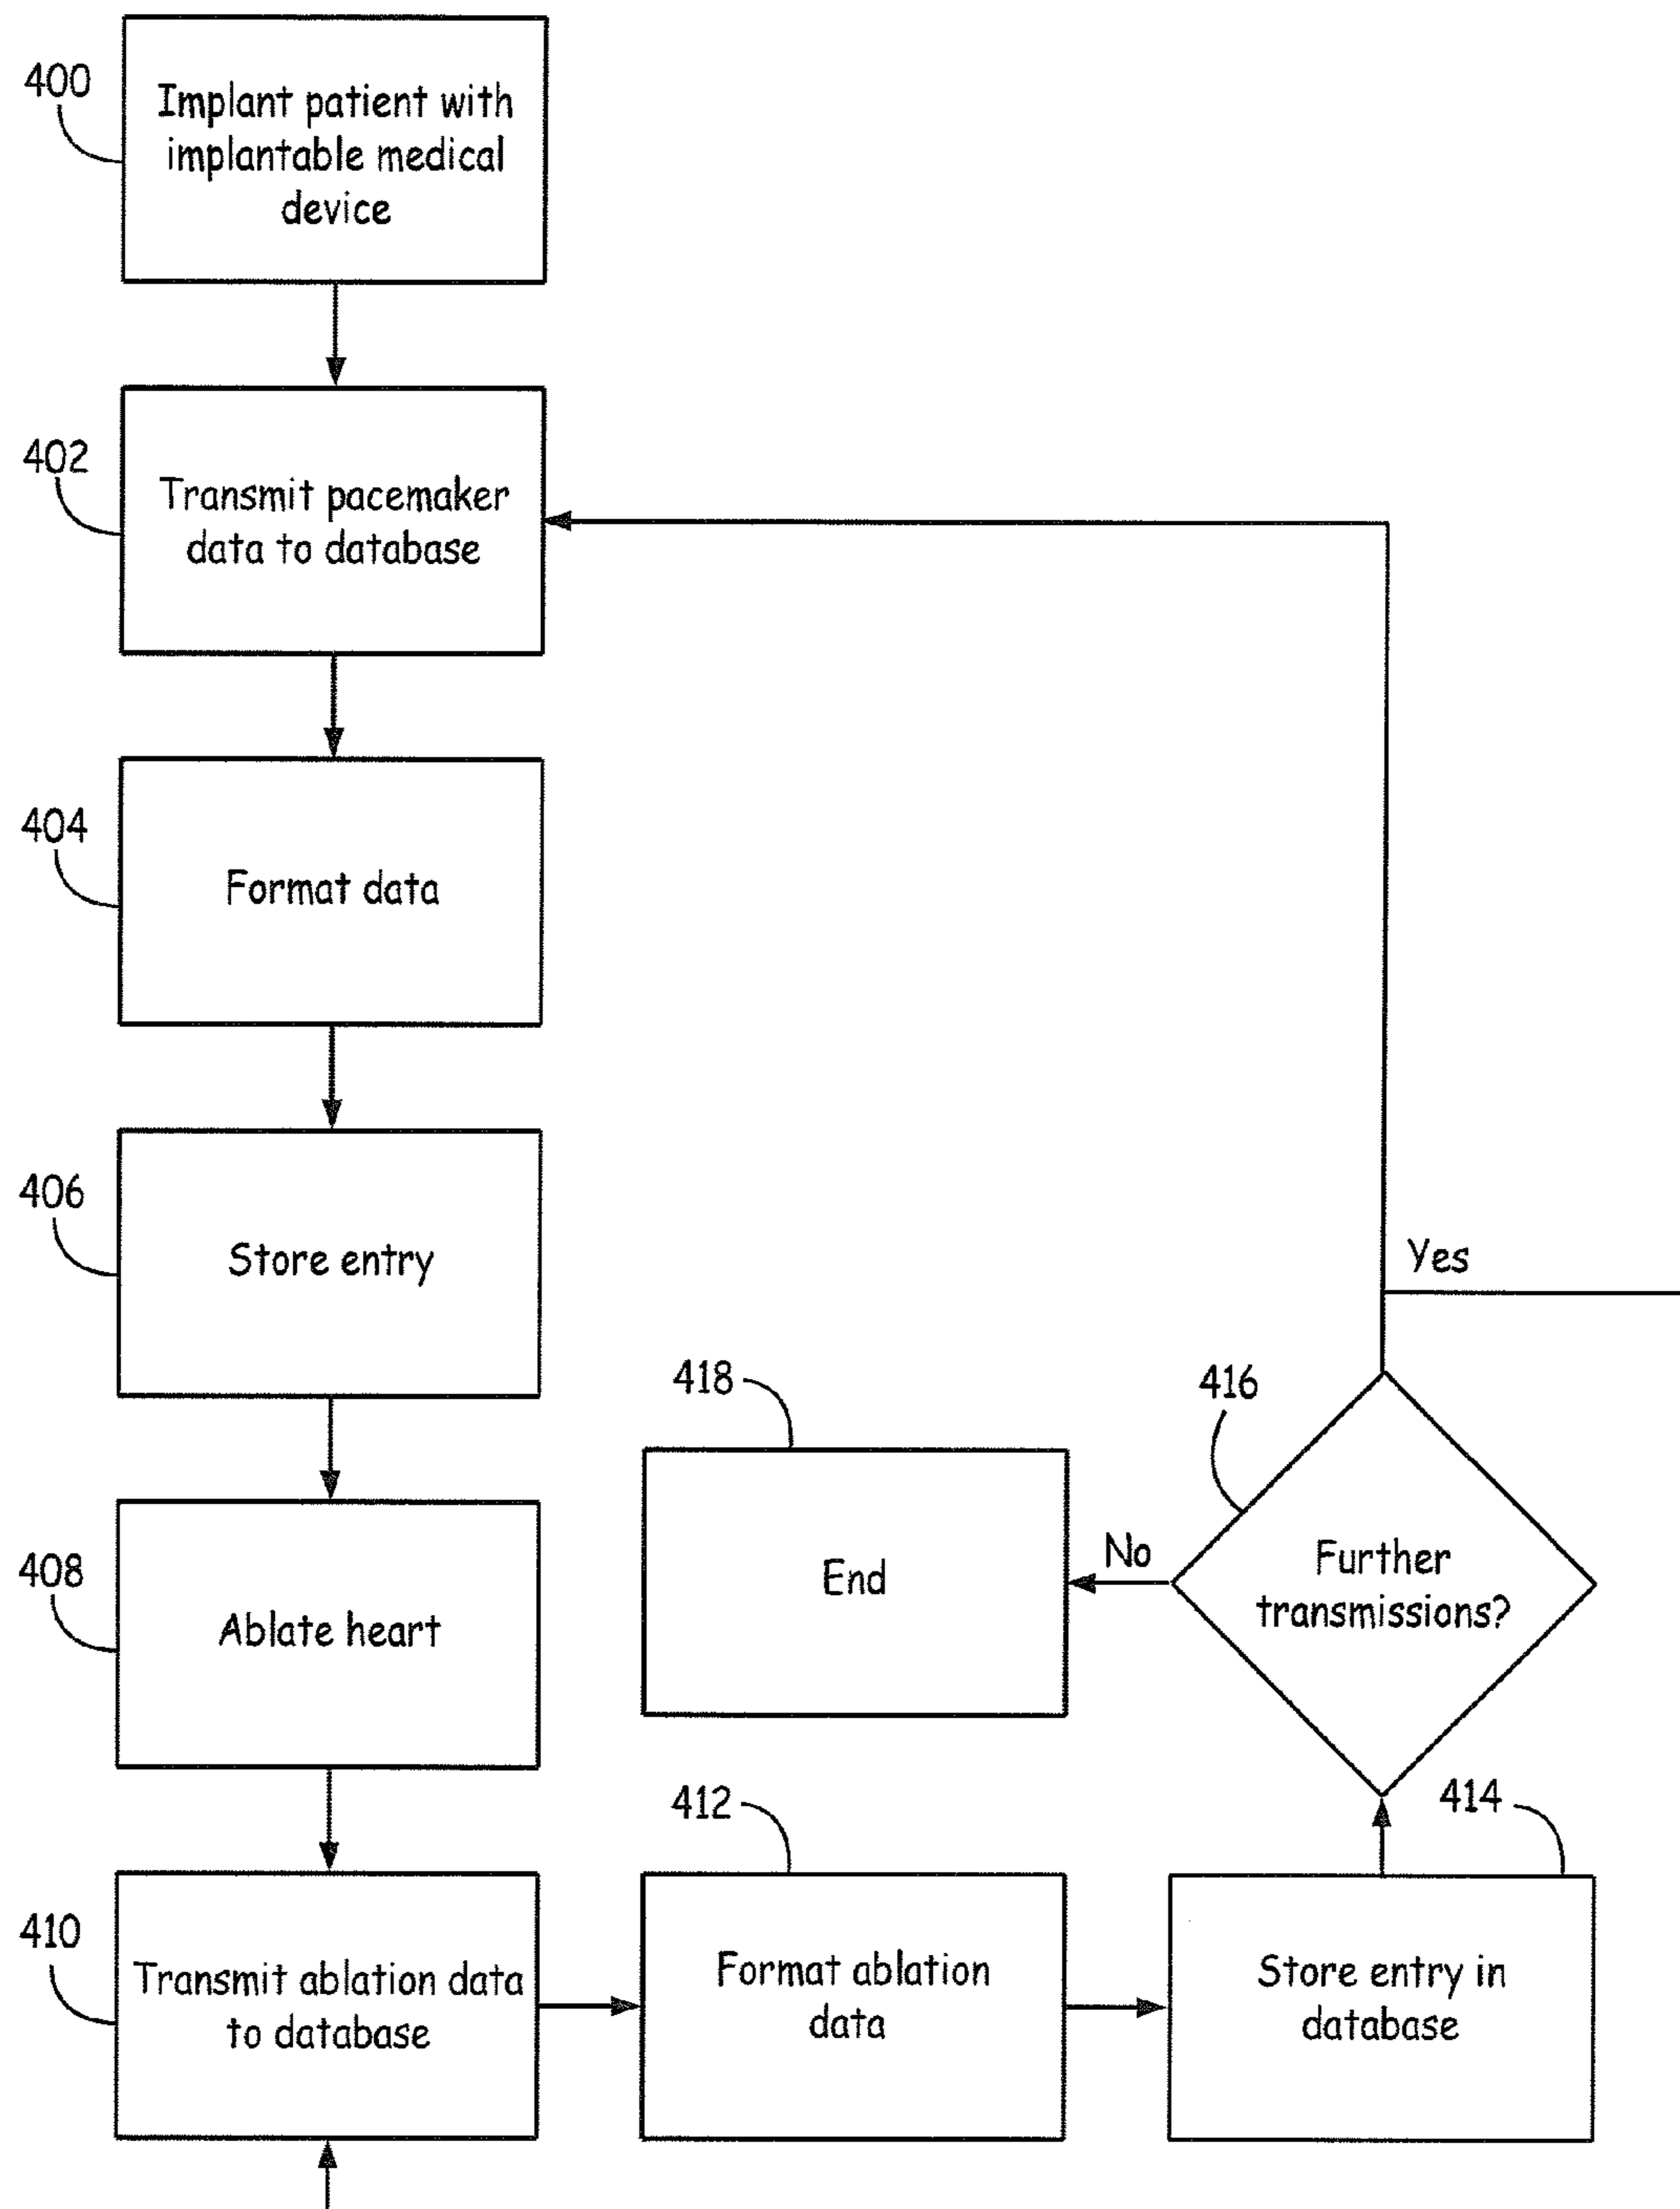 400
Implant patient with
implantable medical
device
402
Transmit pacemaker
data to database
404
Format data
406
Store entry
408
Ablate heart
410
Transmit ablation data
to database
412
Format ablation
data
414
Store entry in
database
416
Further
transmissions?
Yes
No
418
End